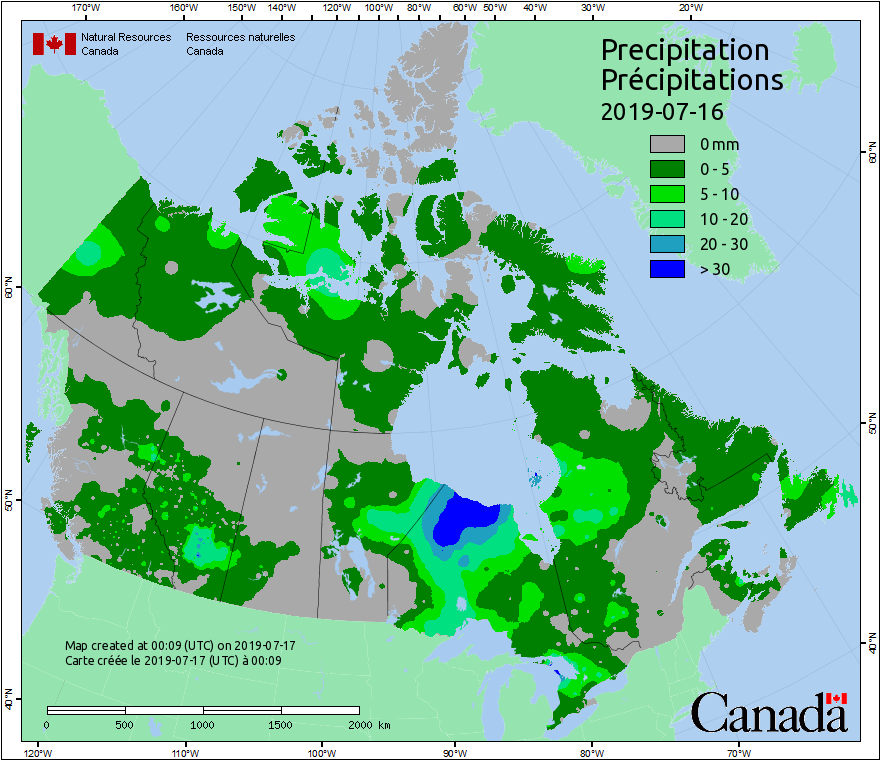 170°W 160°W 150°W 140°W 120°W 100°W 80°W 60°W 50°W 40°W 30°W 20°W
Natural Resources Ressources naturelles
Canada Canada
Precipitation
Précipitations
2019-07-16
0 mm
0 - 5
5 - 10
10 - 20
20 - 30
> 30
60°N
60°N
50°N
50°N
40°N
40°N
Map created at 00:09 (UTC) on 2019-07-17
Carte créée le 2019-07-17 (UTC) à 00:09
0 500 1000 1500 2000 km
Canada
120°W 110°W 100°W 90°W 80°W 70°W